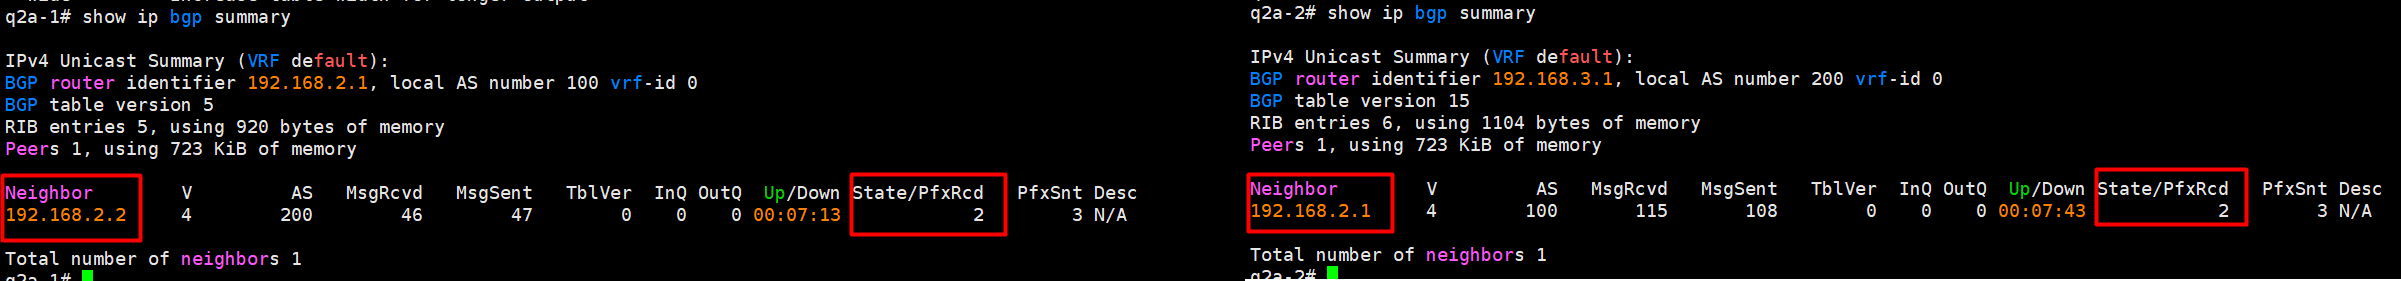 q2a-1# show ip bgp summary
IPv4 Unicast Summary (VRF default):
BGP router identifier 192.168.2.1, local AS number 100 vrf-id 0
BGP table version 5
RIB entries 5, using 920 bytes of memory
Peers 1, using 723 KiB of memory
Neighbor V AS MsgRcvd MsgSent TblVer InQ OutQ Up/Down State/PfxRcd PfxSnt Desc
192.168.2.2 4 200 46 47 0 0 0 00:07:13 2 3 N/A
Total number of neighbors 1
q2a-1#
q2a-2# show ip bgp summary
IPv4 Unicast Summary (VRF default):
BGP router identifier 192.168.3.1, local AS number 200 vrf-id 0
BGP table version 15
RIB entries 6, using 1104 bytes of memory
Peers 1, using 723 KiB of memory
Neighbor V AS MsgRcvd MsgSent TblVer InQ OutQ Up/Down State/PfxRcd PfxSnt Desc
192.168.2.1 4 100 115 108 0 0 0 00:07:43 2 3 N/A
Total number of neighbors 1
q2a-2#